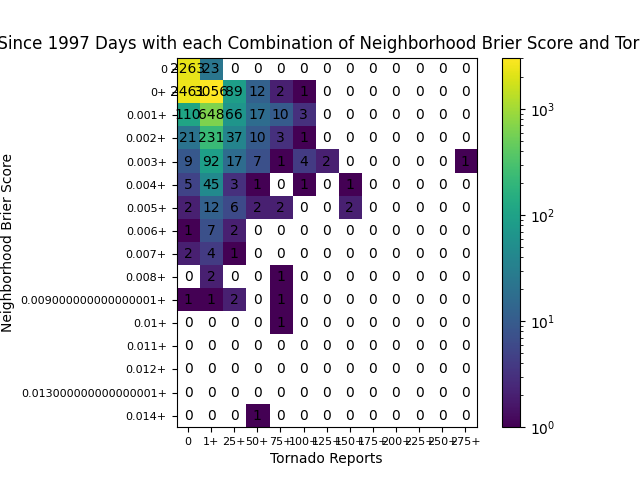 Since 1997 Days with each Combination of Neighborhood Brier Score and Tor
0 2263 23 0 0 0 0 0 0 0 0 0 0 0
0+ 2461 3056 89 12 2 1 0 0 0 0 0 0 0
0.001+ 110 648 66 17 10 3 0 0 0 0 0 0 0
0.002+ 21 231 37 10 3 1 0 0 0 0 0 0 0
0.003+ 9 92 17 7 1 4 2 0 0 0 0 0 1
0.004+ 5 45 3 1 0 1 0 1 0 0 0 0 0
0.005+ 2 12 6 2 2 0 0 2 0 0 0 0 0
0.006+ 1 7 2 0 0 0 0 0 0 0 0 0 0
0.007+ 2 4 1 0 0 0 0 0 0 0 0 0 0
0.008+ 0 2 0 0 1 0 0 0 0 0 0 0 0
0.009000000000000001+ 1 1 2 0 1 0 0 0 0 0 0 0 0
0.01+ 0 0 0 0 1 0 0 0 0 0 0 0 0
0.011+ 0 0 0 0 0 0 0 0 0 0 0 0 0
0.012+ 0 0 0 0 0 0 0 0 0 0 0 0 0
0.013000000000000001+ 0 0 0 0 0 0 0 0 0 0 0 0 0
0.014+ 0 0 0 1 0 0 0 0 0 0 0 0 0
0 1+ 25+ 50+ 75+ 100+ 125+ 150+ 175+ 200+ 225+ 250+ 275+
Tornado Reports
Neighborhood Brier Score
10³
10²
10¹
10⁰